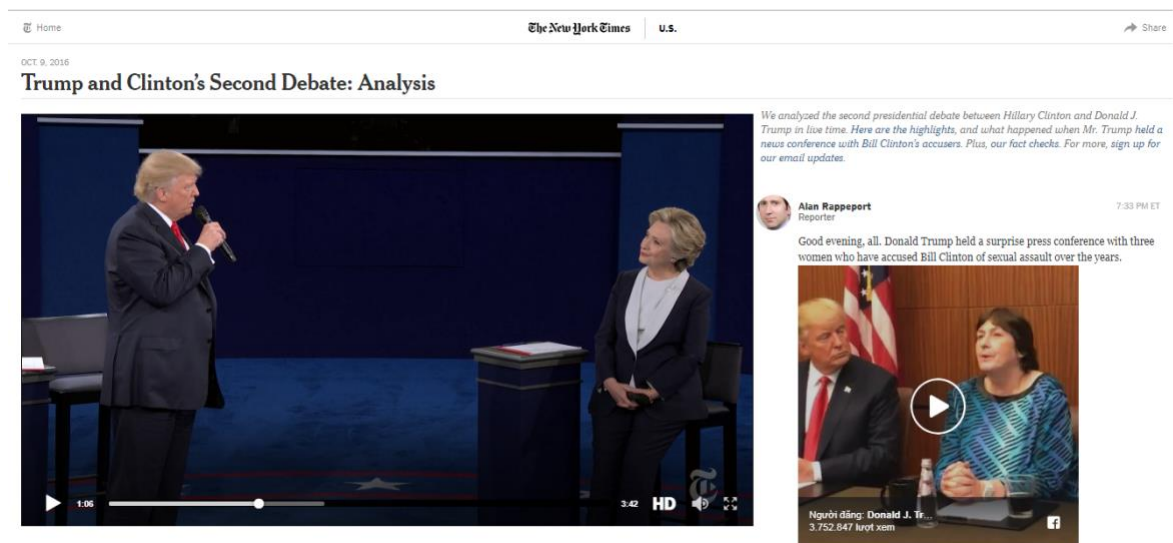 Home
The New York Times
U.S.
Share
OCT. 9, 2016
Trump and Clinton's Second Debate: Analysis
We analyzed the second presidential debate between Hillary Clinton and Donald J.
Trump in live time. Here are the highlights, and what happened when Mr. Trump held a
news conference with Bill Clinton's accusers. Plus, our fact checks. For more, sign up for
our email updates.
Alan Rappeport
7:33 PM ET
Reporter
Good evening, all. Donald Trump held a surprise press conference with three
women who have accused Bill Clinton of sexual assault over the years.
1:06
3:42
HD
Người đăng: Donald J. Tr...
3.752.847 lượt xem